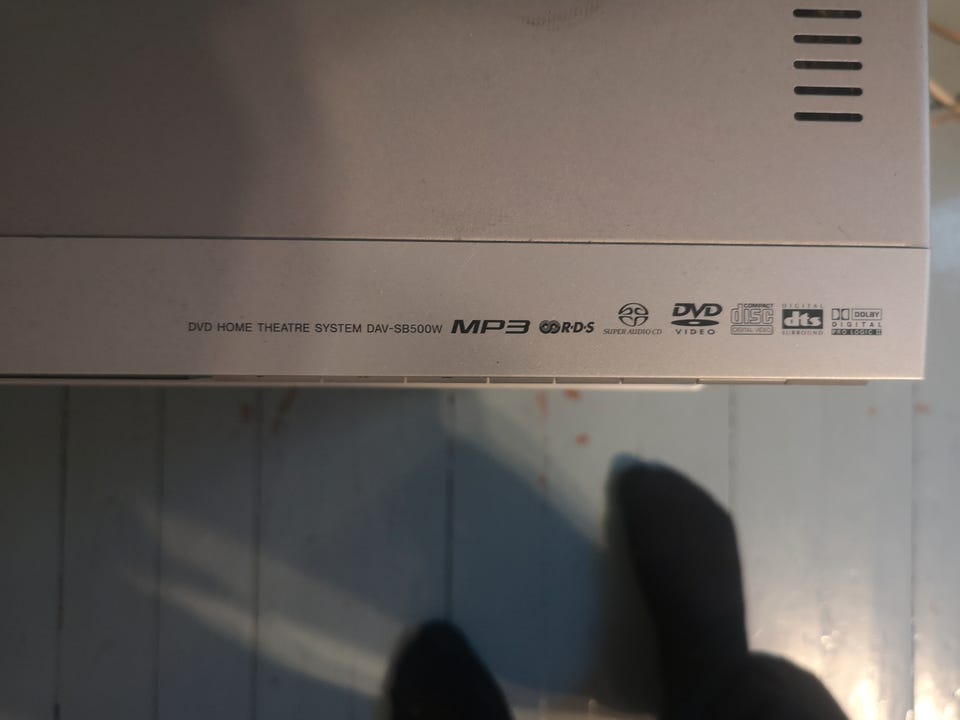 DVD HOME THEATRE SYSTEM DAV-SB500W MP3 R·D·S
SUPER AUDIO CD
DVD
VIDEO
COMPACT
disc
DIGITAL VIDEO
DIGITAL
dts
SURROUND
DOLBY
DIGITAL
PRO LOGIC II